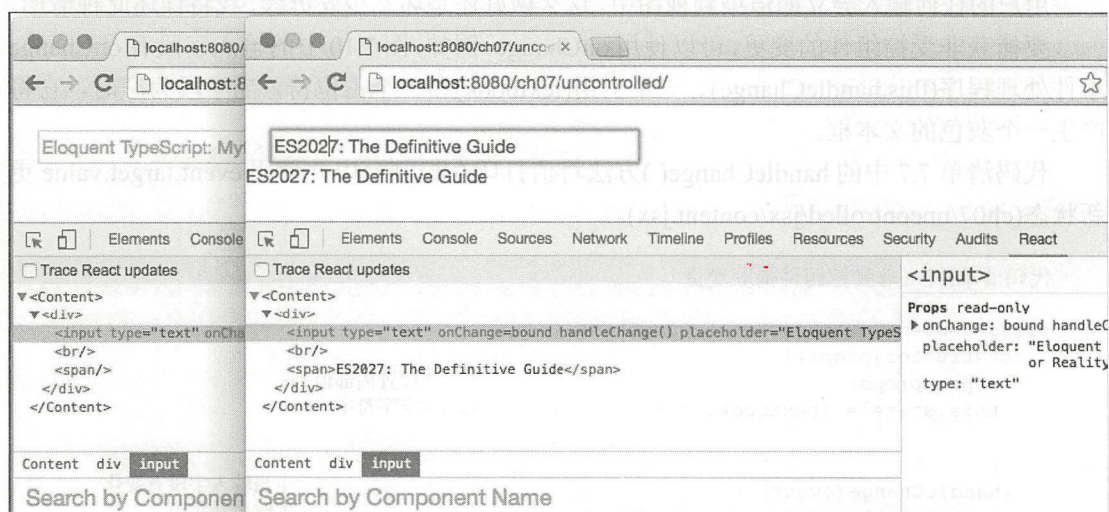 localhost:8080/
localhost:8
Eloquent TypeScript: My
Elements Console
Trace React updates
▼<Content>
▼<div>
<input type="text" onCha
<br/>
<span/>
</div>
</Content>
Content div input
Search by Componen
localhost:8080/ch07/uncor ×
localhost:8080/ch07/uncontrolled/
ES2027: The Definitive Guide
ES2027: The Definitive Guide
Elements Console Sources Network Timeline Profiles Resources Security Audits React
Trace React updates
▼<Content>
▼<div>
<input type="text" onChange=bound handleChange() placeholder="Eloquent TypeS
<br/>
<span>ES2027: The Definitive Guide</span>
</div>
</Content>
Content div input
Search by Component Name
<input>
Props read-only
▶ onChange: bound handleC
placeholder: "Eloquent
or Reality
type: "text"